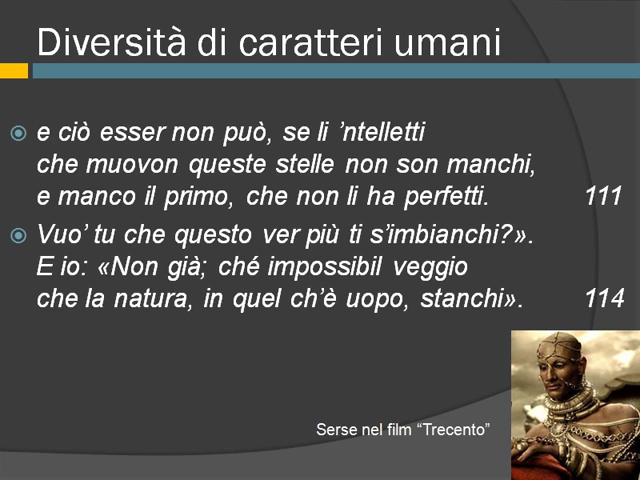 Diversità di caratteri umani
e ciò esser non può, se li ’ntelletti
che muovon queste stelle non son manchi,
e manco il primo, che non li ha perfetti. 111
Vuo’ tu che questo ver più ti s’imbianchi?».
E io: «Non già; ché impossibil veggio
che la natura, in quel ch’è uopo, stanchi». 114
Serse nel film “Trecento”